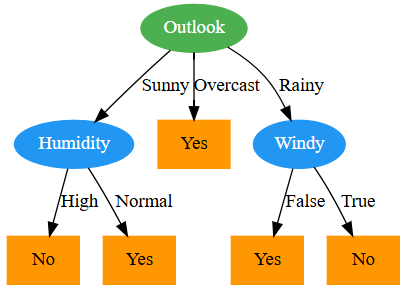 Outlook
Sunny Overcast Rainy
Humidity Yes Windy
High Normal False True
No Yes Yes No